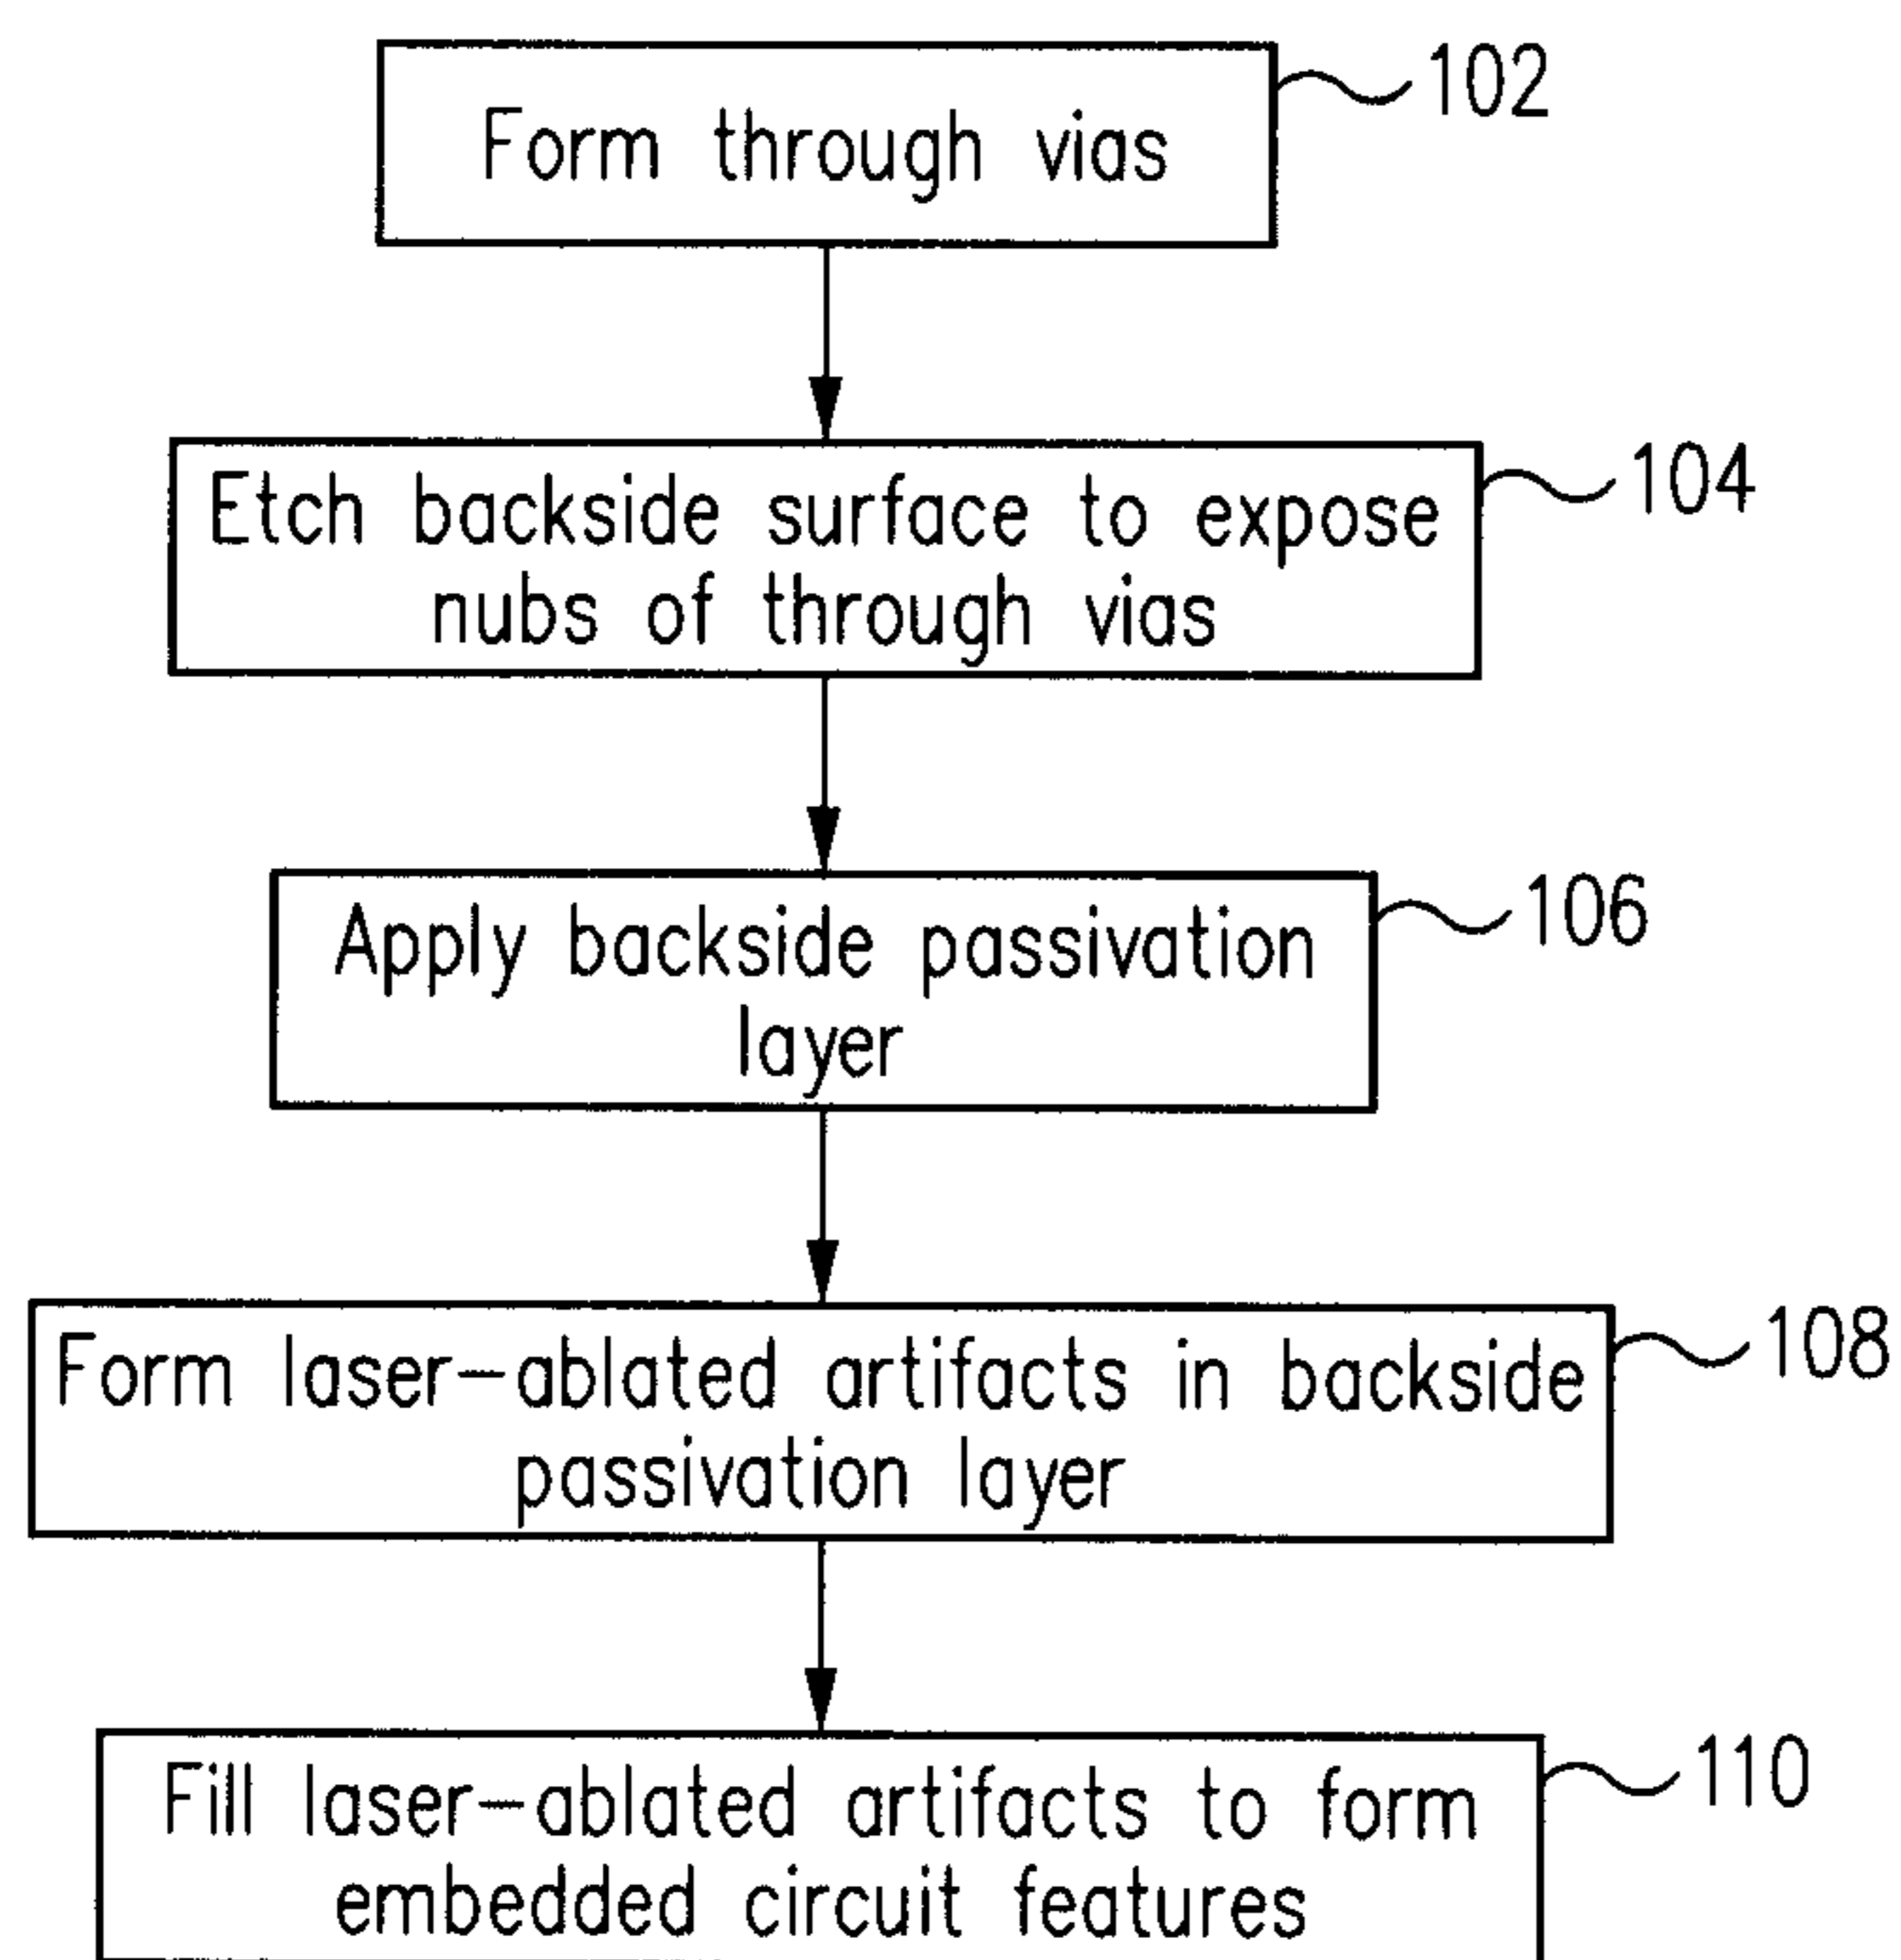 Form through vias
102
Etch backside surface to expose
nubs of through vias
104
Apply backside passivation
layer
106
Form laser-ablated artifacts in backside
passivation layer
108
Fill laser-ablated artifacts to form
embedded circuit features
110